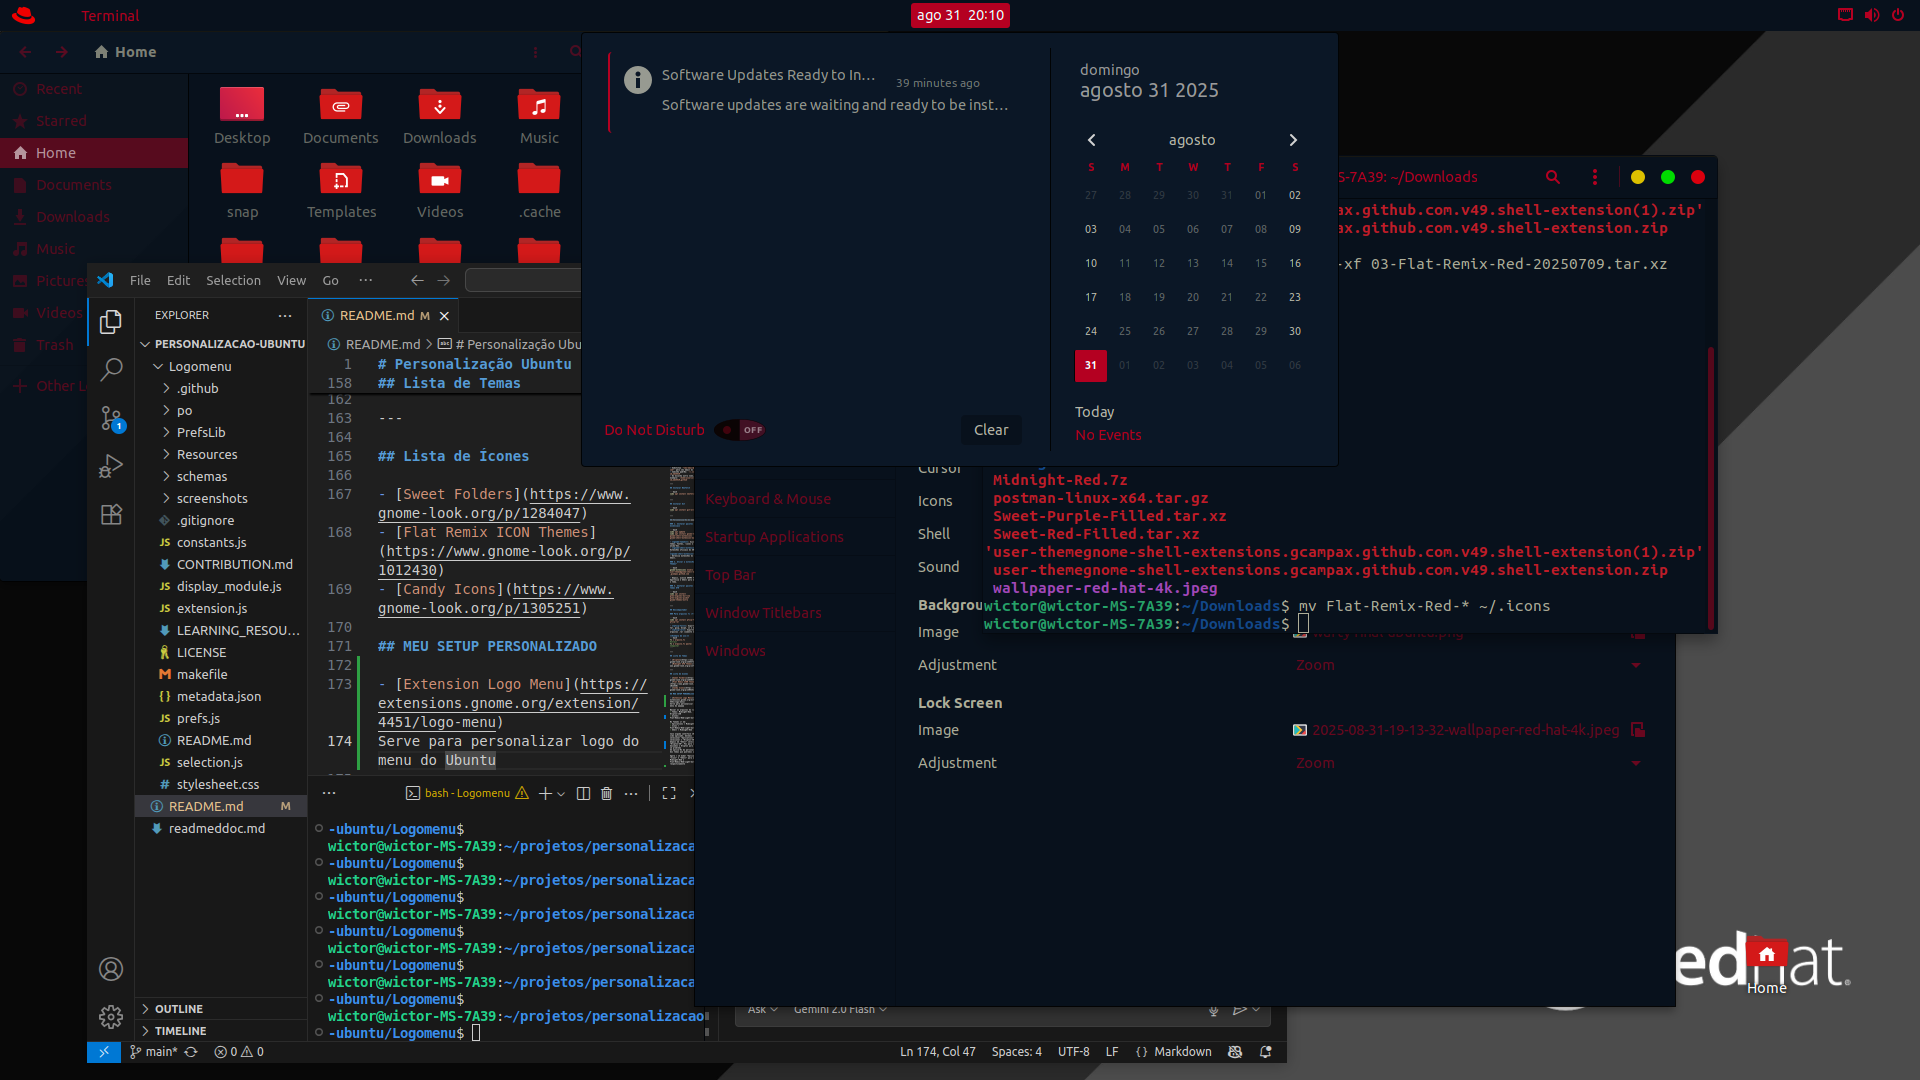 Terminal
ago 31 20:10
Home
Recent
Starred
Home
Documents
Downloads
Music
Pictures
Videos
Trash
Desktop
Documents
Downloads
Music
snap
Templates
Videos
.cache
Software Updates Ready to In...
39 minutes ago
Software updates are waiting and ready to be inst...
Do Not Disturb
OFF
Clear
domingo
agosto 31 2025
agosto
S M T W T F S
27 28 29 30 31 01 02
03 04 05 06 07 08 09
10 11 12 13 14 15 16
17 18 19 20 21 22 23
24 25 26 27 28 29 30
31 01 02 03 04 05 06
Today
No Events
S-7A39: ~/Downloads
ax.github.com.v49.shell-extension(1).zip'
ax.github.com.v49.shell-extension.zip
-xf 03-Flat-Remix-Red-20250709.tar.xz
Midnight-Red.7z
postman-linux-x64.tar.gz
Sweet-Purple-Filled.tar.xz
Sweet-Red-Filled.tar.xz
'user-themegnome-shell-extensions.gcampax.github.com.v49.shell-extension(1).zip'
user-themegnome-shell-extensions.gcampax.github.com.v49.shell-extension.zip
wallpaper-red-hat-4k.jpeg
wictor@wictor-MS-7A39:~/Downloads$ mv Flat-Remix-Red-* ~/.icons
wictor@wictor-MS-7A39:~/Downloads$
File Edit Selection View Go ...
EXPLORER ...
PERSONALIZACAO-UBUNTU
Logomenu
.github
po
PrefsLib
Resources
schemas
screenshots
.gitignore
JS constants.js
CONTRIBUTION.md
JS display_module.js
JS extension.js
LEARNING_RESOU...
LICENSE
makefile
{} metadata.json
JS prefs.js
README.md
JS selection.js
# stylesheet.css
README.md M
readmeddoc.md
OUTLINE
TIMELINE
1
README.md M
README.md > # Personalização Ubu
1 # Personalização Ubuntu
158 ## Lista de Temas
162
163 ---
164
165 ## Lista de Ícones
166
167 - [Sweet Folders](https://www.
gnome-look.org/p/1284047)
168 - [Flat Remix ICON Themes]
(https://www.gnome-look.org/p/
1012430)
169 - [Candy Icons](https://www.
gnome-look.org/p/1305251)
170
171 ## MEU SETUP PERSONALIZADO
172
173 - [Extension Logo Menu](https://
extensions.gnome.org/extension/
4451/logo-menu)
174 Serve para personalizar logo do
menu do Ubuntu
... bash - Logomenu ...
-ubuntu/Logomenu$
wictor@wictor-MS-7A39:~/projetos/personalizaca
-ubuntu/Logomenu$
wictor@wictor-MS-7A39:~/projetos/personalizaca
-ubuntu/Logomenu$
wictor@wictor-MS-7A39:~/projetos/personalizaca
-ubuntu/Logomenu$
wictor@wictor-MS-7A39:~/projetos/personalizaca
-ubuntu/Logomenu$
wictor@wictor-MS-7A39:~/projetos/personalizaca
-ubuntu/Logomenu$
wictor@wictor-MS-7A39:~/projetos/personalizacao
-ubuntu/Logomenu$
main* 0 0
Ln 174, Col 47 Spaces: 4 UTF-8 LF {} Markdown
Ask Gemini 2.0 Flash
Keyboard & Mouse
Startup Applications
Top Bar
Window Titlebars
Windows
Cursor
Icons
Shell
Sound
Backgrou
Image
Adjustment Zoom
Lock Screen
Image 2025-08-31-19-13-32-wallpaper-red-hat-4k.jpeg
Adjustment Zoom
Home